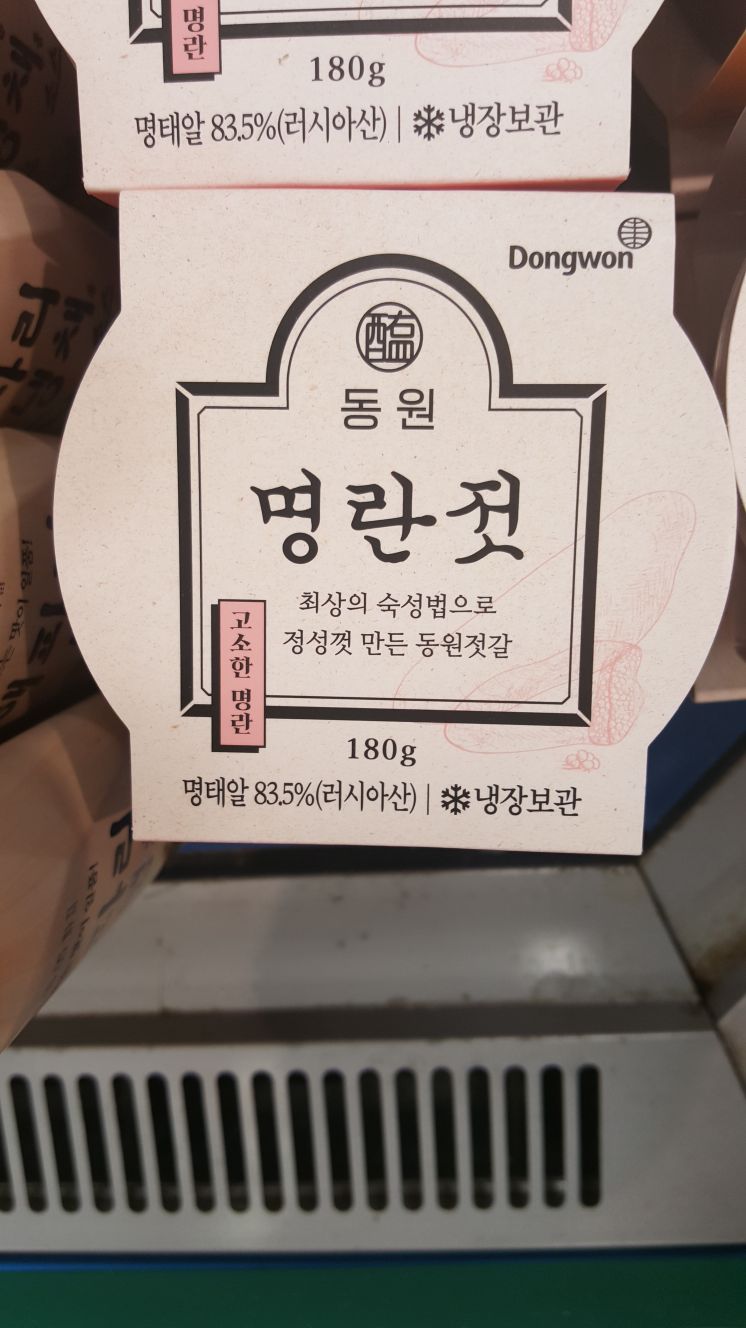 명란
180g
명태알 83.5%(러시아산) | 냉장보관
Dongwon
醢
동원
명란젓
최상의 숙성법으로
정성껏 만든 동원젓갈
고소한 명란
180g
명태알 83.5%(러시아산) | 냉장보관